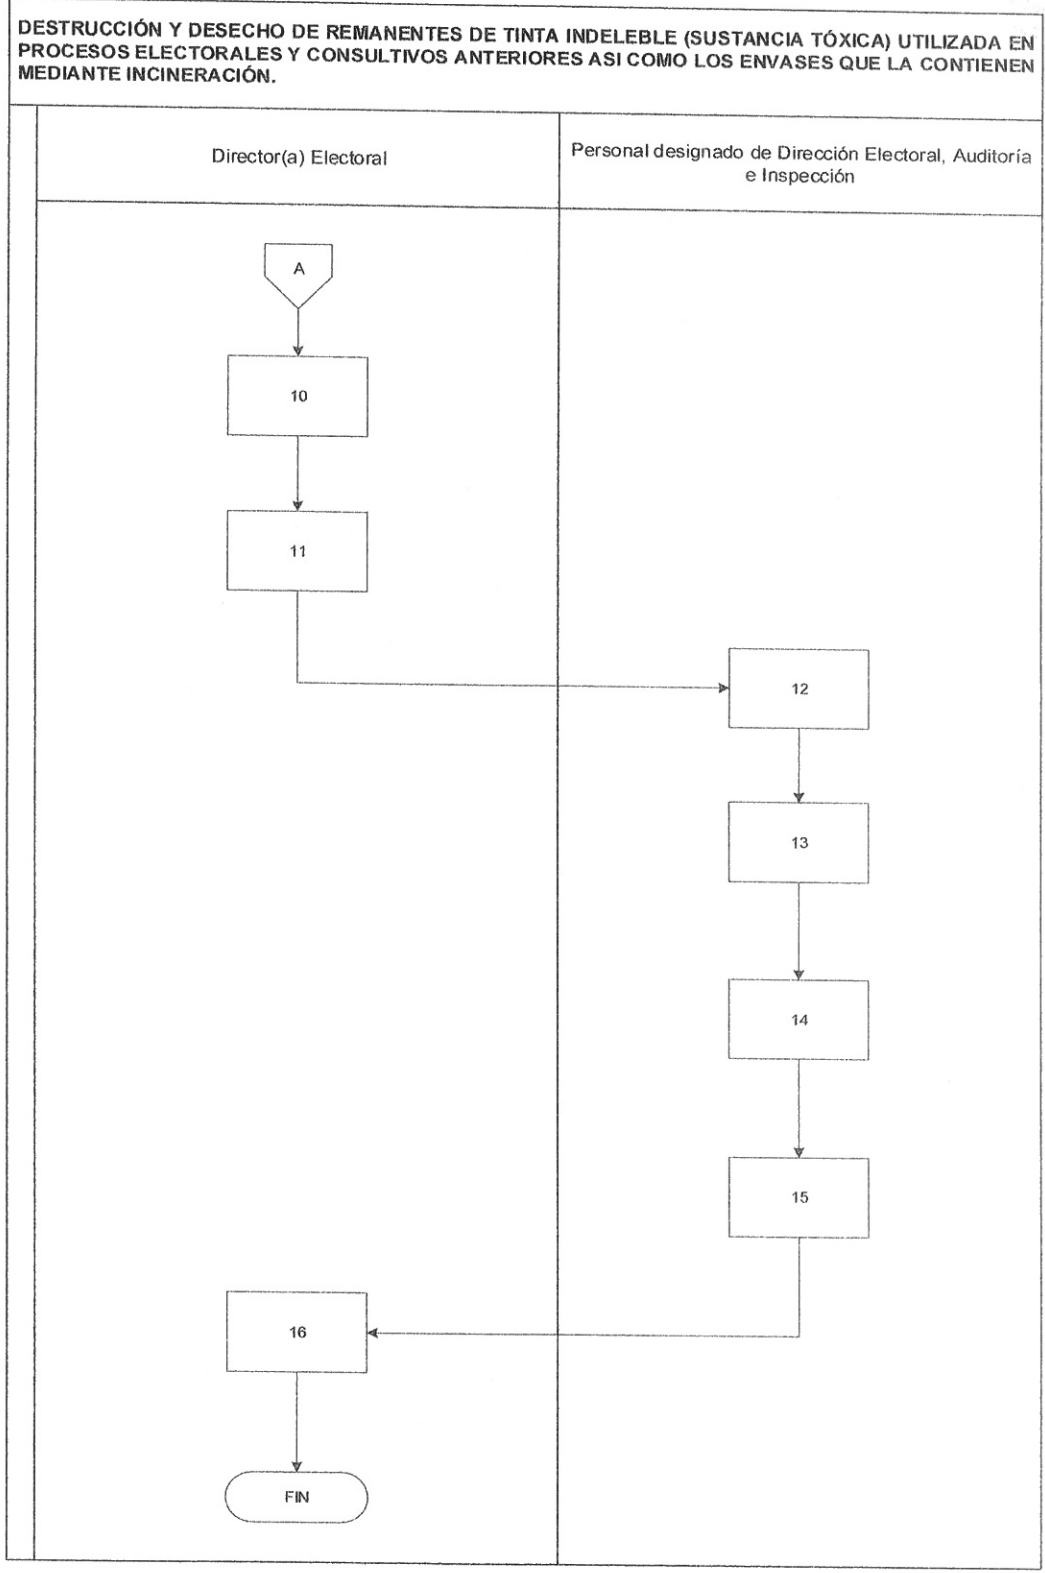 DESTRUCCIÓN Y DESECHO DE REMANENTES DE TINTA INDELEBLE (SUSTANCIA TÓXICA) UTILIZADA EN
PROCESOS ELECTORALES Y CONSULTIVOS ANTERIORES ASI COMO LOS ENVASES QUE LA CONTIENEN
MEDIANTE INCINERACIÓN.
Director(a) Electoral
Personal designado de Dirección Electoral, Auditoría
e Inspección
A
10
11
12
13
14
15
16
FIN